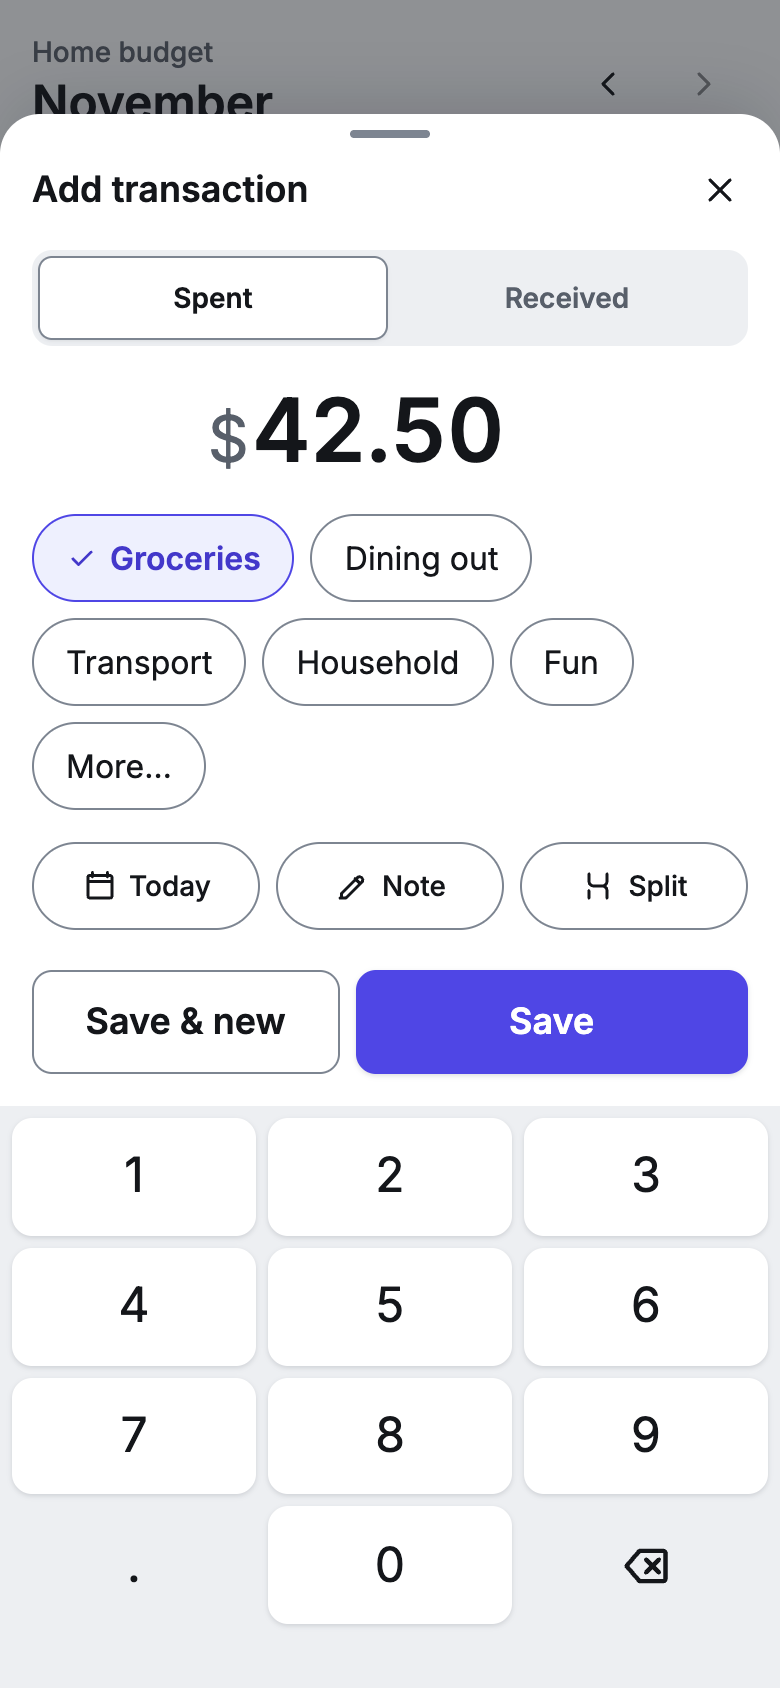 Home budget
November
Add transaction
Spent Received
$42.50
Groceries Dining out
Transport Household Fun
More...
Today Note Split
Save & new Save
1 2 3
4 5 6
7 8 9
. 0